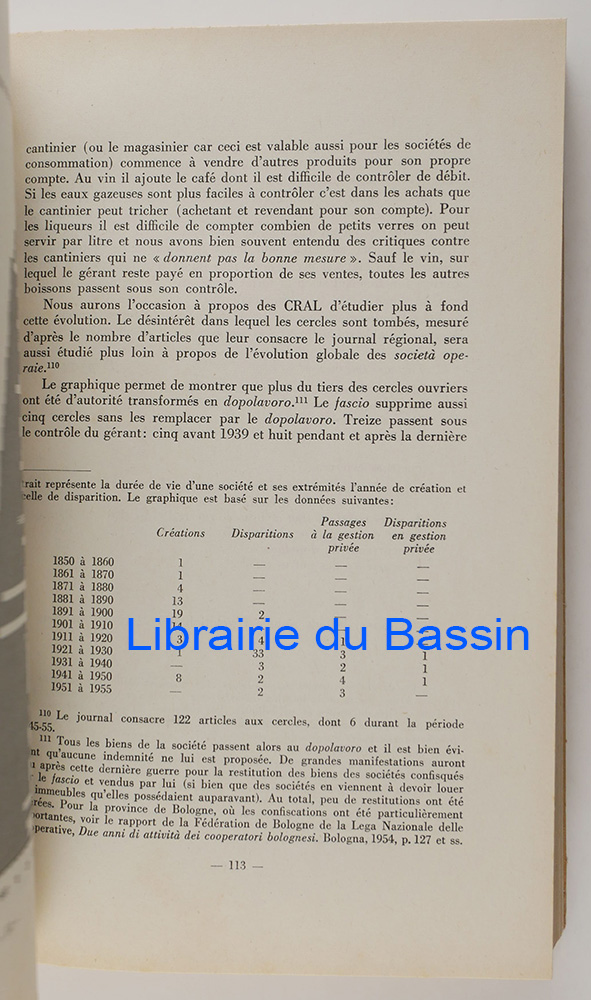 cantinier (ou le magasinier car ceci est valable aussi pour les sociétés de
consommation) commence à vendre d'autres produits pour son propre
compte. Au vin il ajoute le café dont il est difficile de contrôler de débit.
Si les eaux gazeuses sont plus faciles à contrôler c'est dans les achats que
le cantinier peut tricher (achetant et revendant pour son compte). Pour
les liqueurs il est difficile de compter combien de petits verres on peut
servir par litre et nous avons bien souvent entendu des critiques contre
les cantiniers qui ne « donnent pas la bonne mesure ». Sauf le vin, sur
lequel le gérant reste payé en proportion de ses ventes, toutes les autres
boissons passent sous son contrôle.
Nous aurons l'occasion à propos des CRAL d'étudier plus à fond
cette évolution. Le désintérêt dans lequel les cercles sont tombés, mesuré
d'après le nombre d'articles que leur consacre le journal régional, sera
aussi étudié plus loin à propos de l'évolution globale des società ope-
raie.¹¹⁰
Le graphique permet de montrer que plus du tiers des cercles ouvriers
ont été d'autorité transformés en dopolavoro.¹¹¹ Le fascio supprime aussi
cinq cercles sans les remplacer par le dopolavoro. Treize passent sous
le contrôle du gérant: cinq avant 1939 et huit pendant et après la dernière
trait représente la durée de vie d'une société et ses extrémités l'année de création et
celle de disparition. Le graphique est basé sur les données suivantes:
Passages Disparitions
Créations Disparitions à la gestion en gestion
privée privée
1850 à 1860 1 — — —
1861 à 1870 1 — — —
1871 à 1880 4 — — —
1881 à 1890 13 — — —
1891 à 1900 19 2 — —
1901 à 1910
1911 à 1920 3 4 1
1921 à 1930 1 33 3 1
1931 à 1940 — 3 2 1
1941 à 1950 8 2 4 1
1951 à 1955 — 2 3 —
Librairie du Bassin
¹¹⁰ Le journal consacre 122 articles aux cercles, dont 6 durant la période
45-55.
¹¹¹ Tous les biens de la société passent alors au dopolavoro et il est bien évi-
nt qu'aucune indemnité ne lui est proposée. De grandes manifestations auront
après cette dernière guerre pour la restitution des biens des sociétés confisqués
le fascio et vendus par lui (si bien que des sociétés en viennent à devoir louer
immeubles qu'elles possédaient auparavant). Au total, peu de restitutions ont été
rées. Pour la province de Bologne, où les confiscations ont été particulièrement
portantes, voir le rapport de la Fédération de Bologne de la Lega Nazionale delle
operative, Due anni di attività dei cooperatori bolognesi. Bologna, 1954, p. 127 et ss.
— 113 —